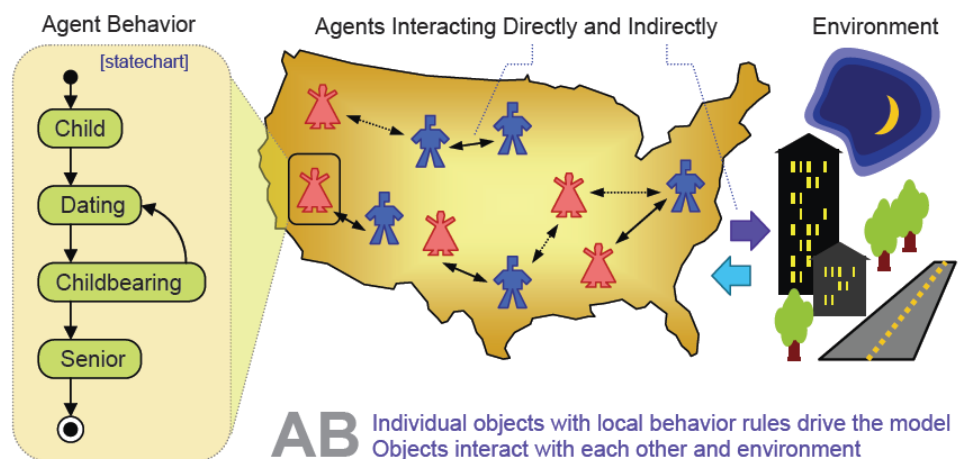 Agent Behavior
[statechart]
Child
Dating
Childbearing
Senior
Agents Interacting Directly and Indirectly
Environment
AB
Individual objects with local behavior rules drive the model
Objects interact with each other and environment